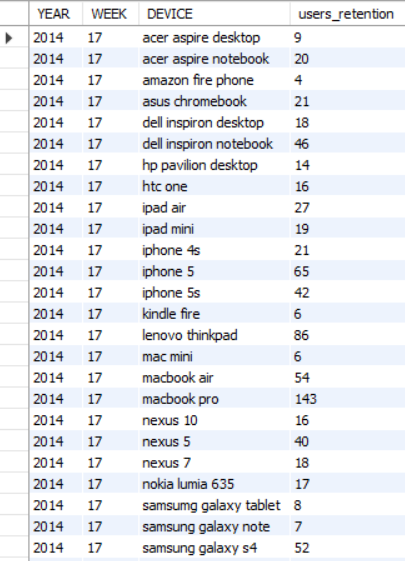 YEAR WEEK DEVICE users_retention
2014 17 acer aspire desktop 9
2014 17 acer aspire notebook 20
2014 17 amazon fire phone 4
2014 17 asus chromebook 21
2014 17 dell inspiron desktop 18
2014 17 dell inspiron notebook 46
2014 17 hp pavilion desktop 14
2014 17 htc one 16
2014 17 ipad air 27
2014 17 ipad mini 19
2014 17 iphone 4s 21
2014 17 iphone 5 65
2014 17 iphone 5s 42
2014 17 kindle fire 6
2014 17 lenovo thinkpad 86
2014 17 mac mini 6
2014 17 macbook air 54
2014 17 macbook pro 143
2014 17 nexus 10 16
2014 17 nexus 5 40
2014 17 nexus 7 18
2014 17 nokia lumia 635 17
2014 17 samsumg galaxy tablet 8
2014 17 samsung galaxy note 7
2014 17 samsung galaxy s4 52